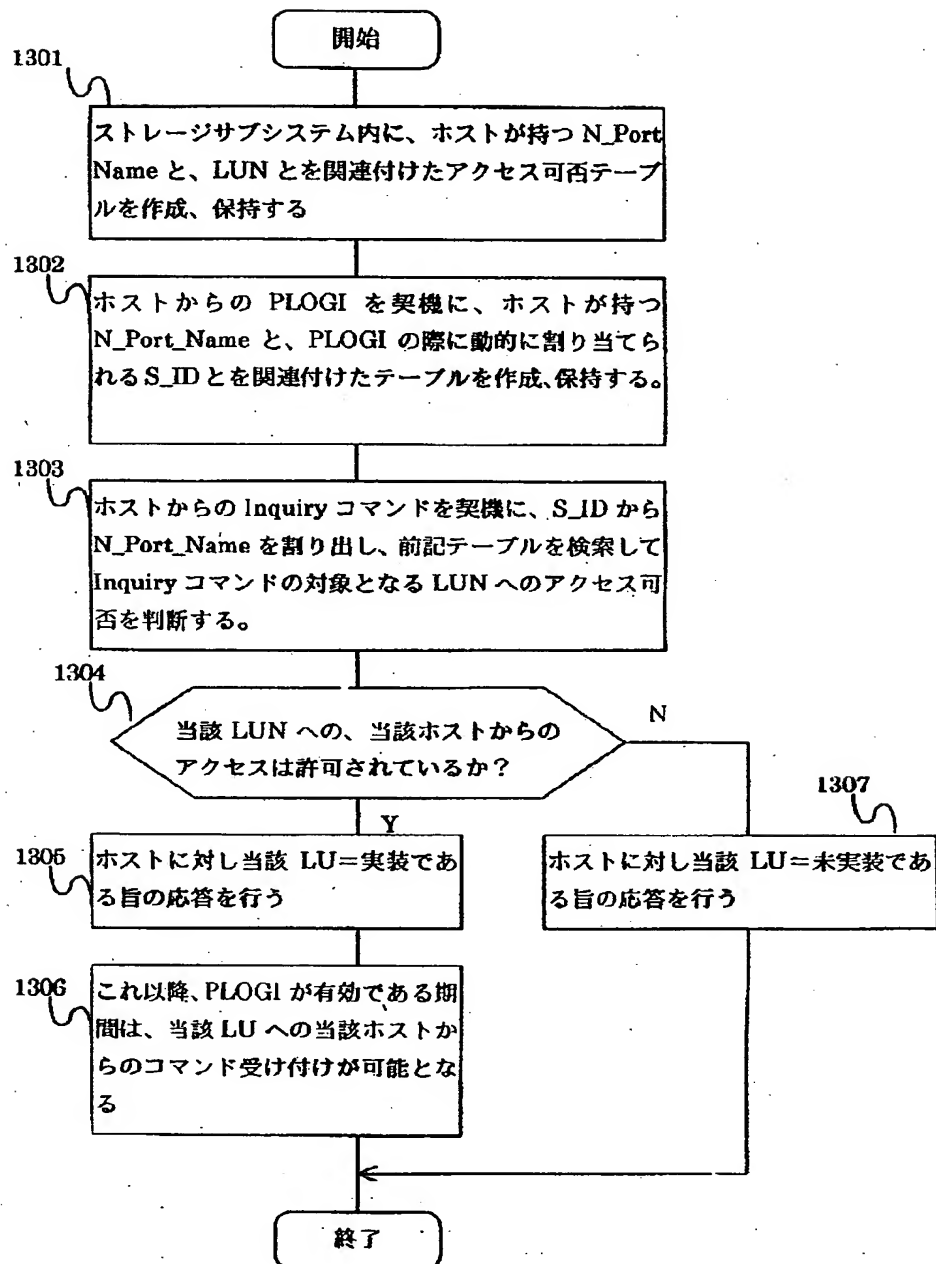 開始
1301
ストレージサブシステム内に、ホストが持つ N_Port
Name と、LUN とを関連付けたアクセス可否テーブ
ルを作成、保持する
1302
ホストからの PLOGI を契機に、ホストが持つ
N_Port_Name と、PLOGI の際に動的に割り当てら
れる S_ID とを関連付けたテーブルを作成、保持する。
1303
ホストからの Inquiry コマンドを契機に、S_ID から
N_Port_Name を割り出し、前記テーブルを検索して
Inquiry コマンドの対象となる LUN へのアクセス可
否を判断する。
1304
当該 LUN への、当該ホストからの
アクセスは許可されているか？
N
Y
1305
ホストに対し当該 LU=実装であ
る旨の応答を行う
1307
ホストに対し当該 LU=未実装であ
る旨の応答を行う
1306
これ以降、PLOGI が有効である期
間は、当該 LU への当該ホストか
らのコマンド受け付けが可能とな
る
終了